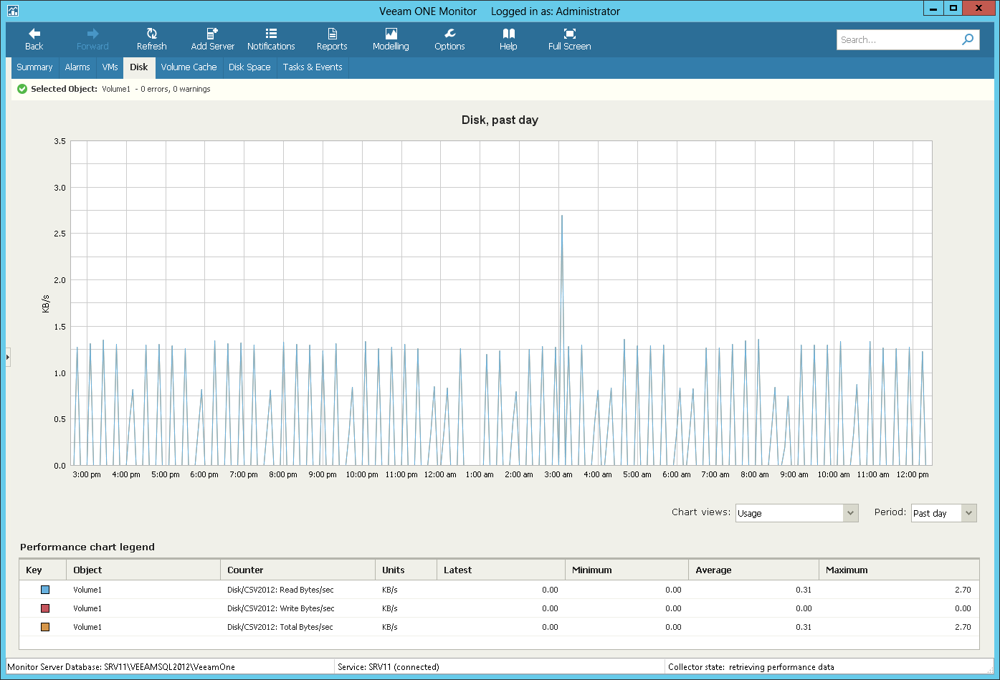 Veeam ONE Monitor Logged in as: Administrator
Back Forward Refresh Add Server Notifications Reports Modelling Options Help Full Screen Search...
Summary Alarms VMs Disk Volume Cache Disk Space Tasks & Events
Selected Object: Volume1 - 0 errors, 0 warnings
Disk, past day
3.5
3.0
2.5
2.0
KB/s
1.5
1.0
0.5
0.0
3:00 pm 4:00 pm 5:00 pm 6:00 pm 7:00 pm 8:00 pm 9:00 pm 10:00 pm 11:00 pm 12:00 am 1:00 am 2:00 am 3:00 am 4:00 am 5:00 am 6:00 am 7:00 am 8:00 am 9:00 am 10:00 am 11:00 am 12:00 pm
Chart views: Usage Period: Past day
Performance chart legend
Key Object Counter Units Latest Minimum Average Maximum
Volume1 Disk/CSV2012: Read Bytes/sec KB/s 0.00 0.00 0.31 2.70
Volume1 Disk/CSV2012: Write Bytes/sec KB/s 0.00 0.00 0.00 0.00
Volume1 Disk/CSV2012: Total Bytes/sec KB/s 0.00 0.00 0.31 2.70
Monitor Server Database: SRV11\VEEAMSQL2012\VeeamOne Service: SRV11 (connected) Collector state: retrieving performance data